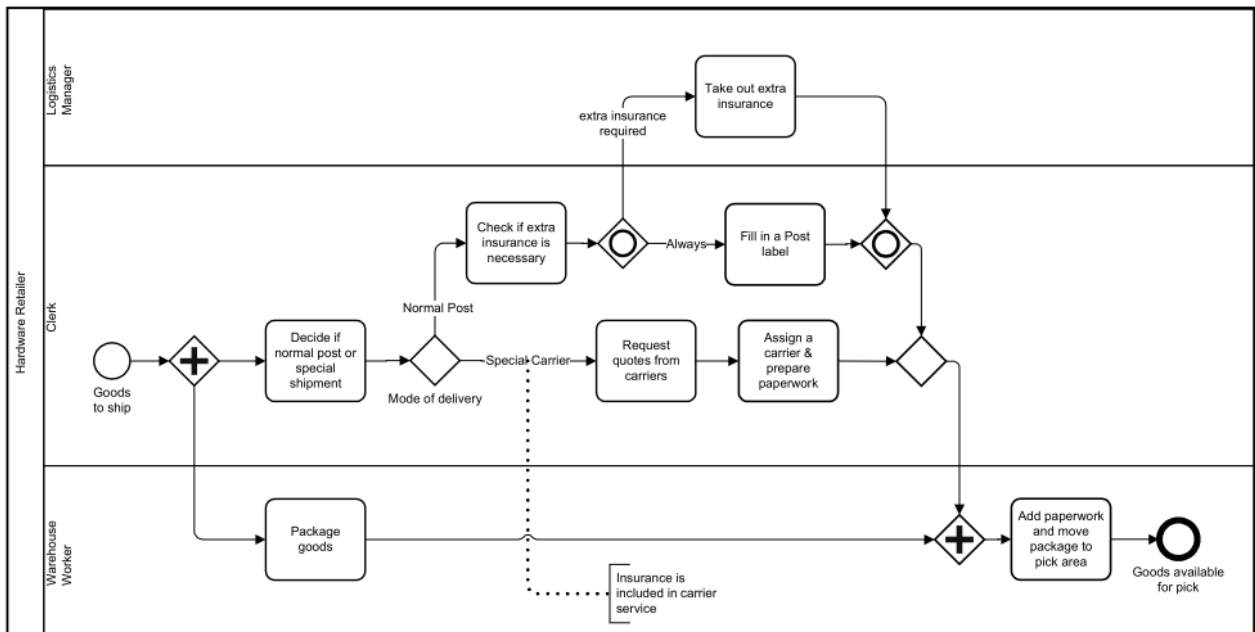 Hardware Retailer
Logistics
Manager
Take out extra
insurance
extra insurance
required
Clerk
Check if extra
insurance is
necessary
Always
Fill in a Post
label
Normal Post
Goods
to ship
Decide if
normal post or
special
shipment
Mode of delivery
Special Carrier
Request
quotes from
carriers
Assign a
carrier &
prepare
paperwork
Warehouse
Worker
Package
goods
Insurance is
included in carrier
service
Add paperwork
and move
package to
pick area
Goods available
for pick